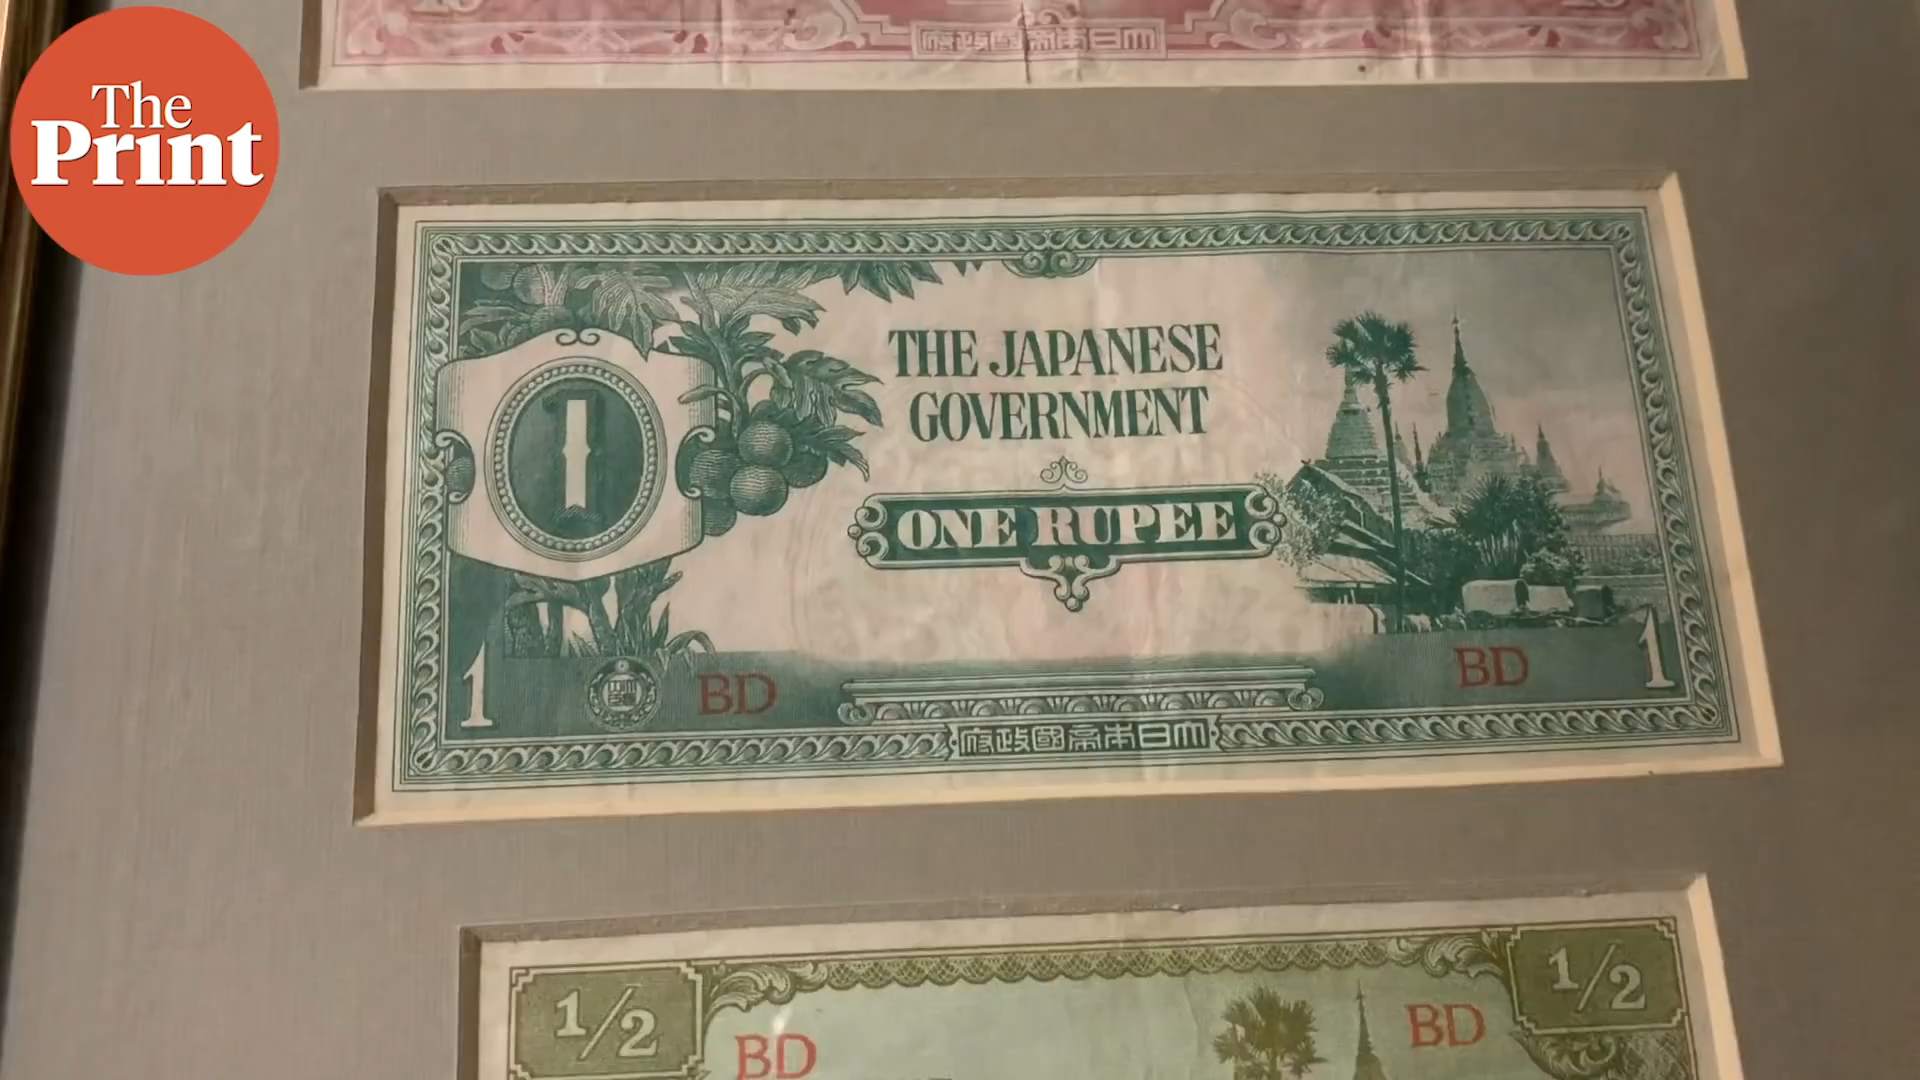 The
Print
府政國帝本日大
THE JAPANESE
GOVERNMENT
1
ONE RUPEE
1
BD
BD
1
府政國帝本日大
1/2
1/2
BD
BD